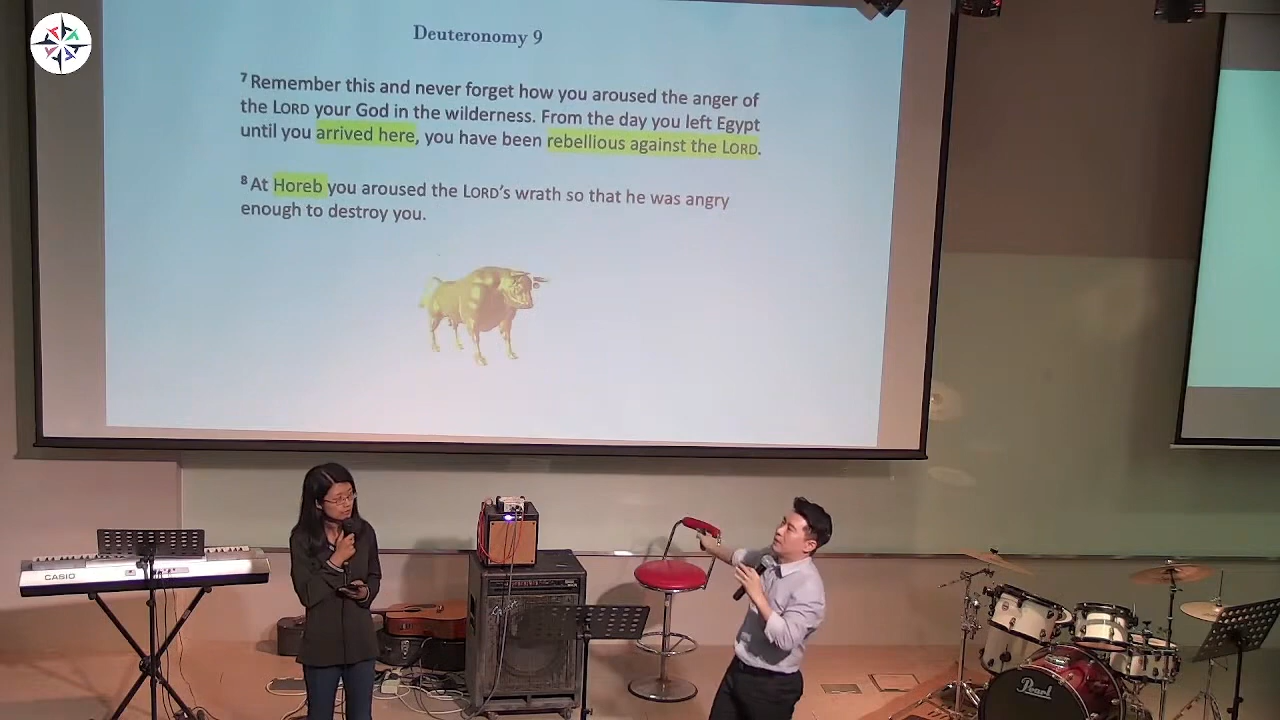 Deuteronomy 9
7 Remember this and never forget how you aroused the anger of
the LORD your God in the wilderness. From the day you left Egypt
until you arrived here, you have been rebellious against the LORD.
8 At Horeb you aroused the LORD's wrath so that he was angry
enough to destroy you.
CASIO
Pearl